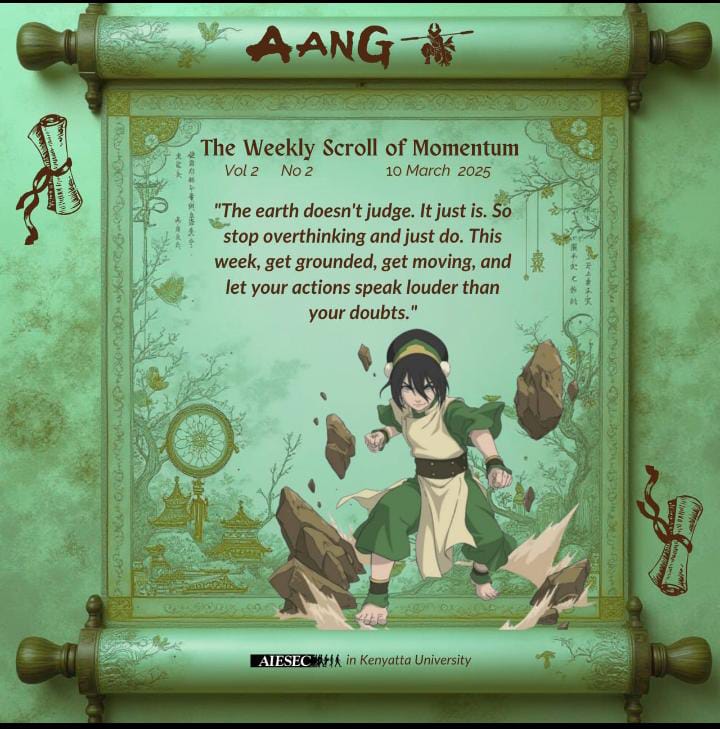 AANG
The Weekly Scroll of Momentum
Vol 2 No 2 10 March 2025
"The earth doesn't judge. It just is. So
stop overthinking and just do. This
week, get grounded, get moving, and
let your actions speak louder than
your doubts."
AIESEC in Kenyatta University